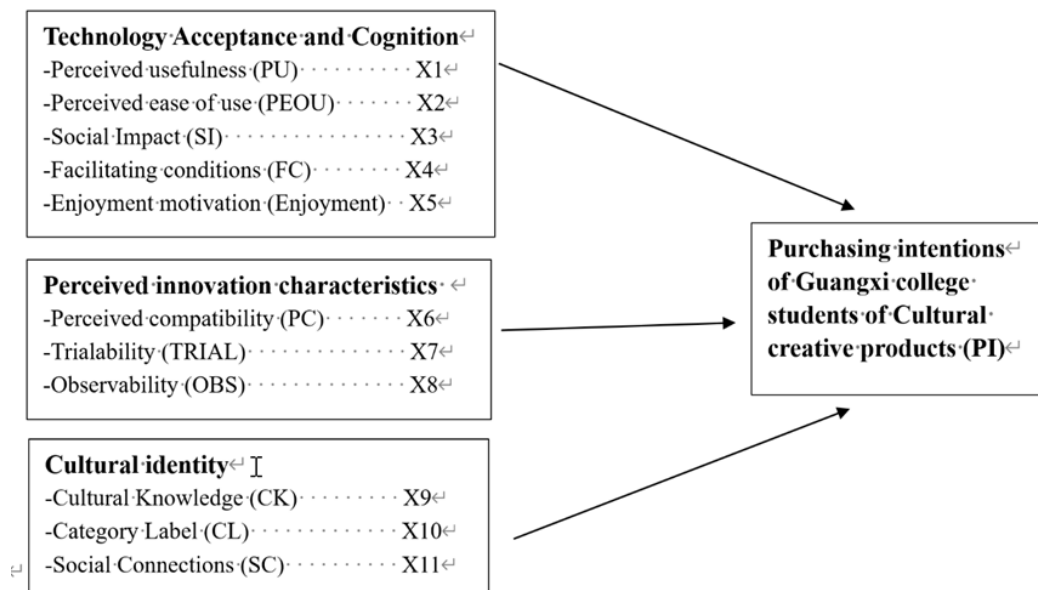 Technology Acceptance and Cognition↵
-Perceived usefulness (PU) · · · · · · · · · · X1↵
-Perceived ease of use (PEOU) · · · · · · · X2↵
-Social Impact (SI) · · · · · · · · · · · · · · · · X3↵
-Facilitating conditions (FC) · · · · · · · · X4↵
-Enjoyment motivation (Enjoyment) · · X5↵
Perceived innovation characteristics · ↵
-Perceived compatibility (PC) · · · · · · · X6↵
-Trialability (TRIAL) · · · · · · · · · · · · · · X7↵
-Observability (OBS) · · · · · · · · · · · · · · X8↵
Cultural identity↵
-Cultural Knowledge (CK) · · · · · · · · · X9↵
-Category Label (CL) · · · · · · · · · · · · · X10↵
-Social Connections (SC) · · · · · · · · · · X11↵
Purchasing intentions↵
of Guangxi college
students of Cultural
creative products (PI)↵